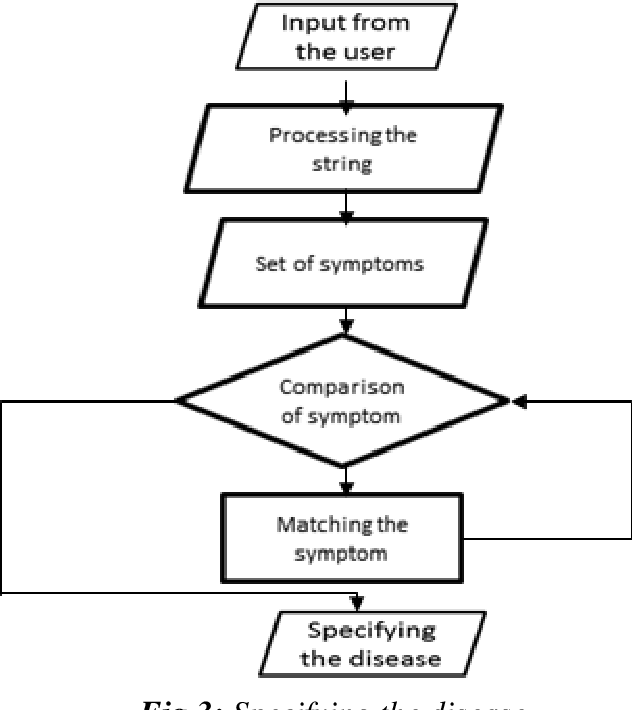 Input from
the user
Processing the
string
Set of symptoms
Comparison
of symptom
Matching the
symptom
Specifying
the disease
Fig 3: Specifying the disease